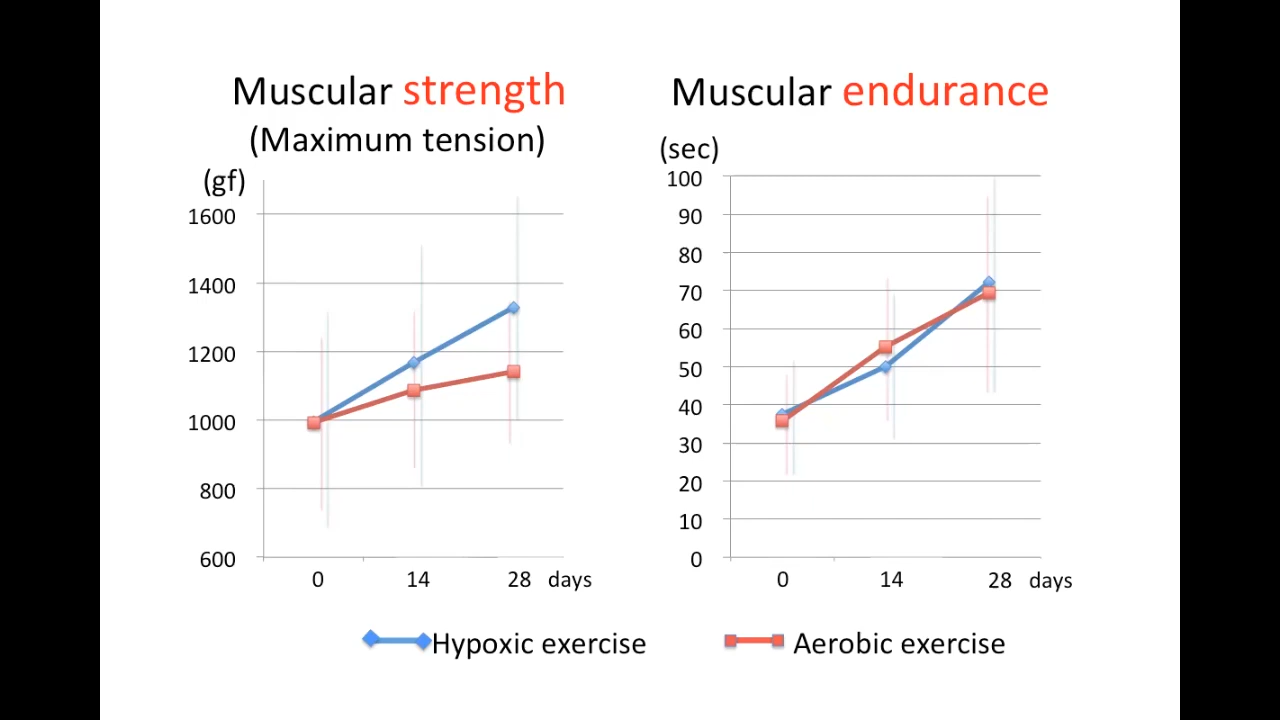 Muscular strength
(Maximum tension)
(gf)
1600
1400
1200
1000
800
600
0 14 28 days
Muscular endurance
(sec)
100
90
80
70
60
50
40
30
20
10
0
0 14 28 days
Hypoxic exercise
Aerobic exercise